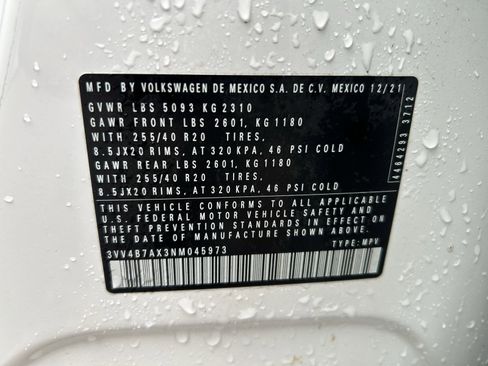 MFD BY VOLKSWAGEN DE MEXICO S.A. DE C.V. MEXICO 12/21
GVWR LBS 5093 KG 2310
GAWR FRONT LBS 2601, KG 1180
WITH 255/40 R20 TIRES,
8.5JX20 RIMS, AT 320 KPA, 46 PSI COLD
GAWR REAR LBS 2601, KG 1180
WITH 255/40 R20 TIRES,
8.5JX20 RIMS, AT 320 KPA, 46 PSI COLD
THIS VEHICLE CONFORMS TO ALL APPLICABLE
U.S. FEDERAL MOTOR VEHICLE SAFETY AND
THEFT PREVENTION STANDARDS IN EFFECT ON
THE DATE OF MANUFACTURE SHOWN ABOVE.
3VV4B7AX3NM045973 TYPE: MPV
4464293 3712